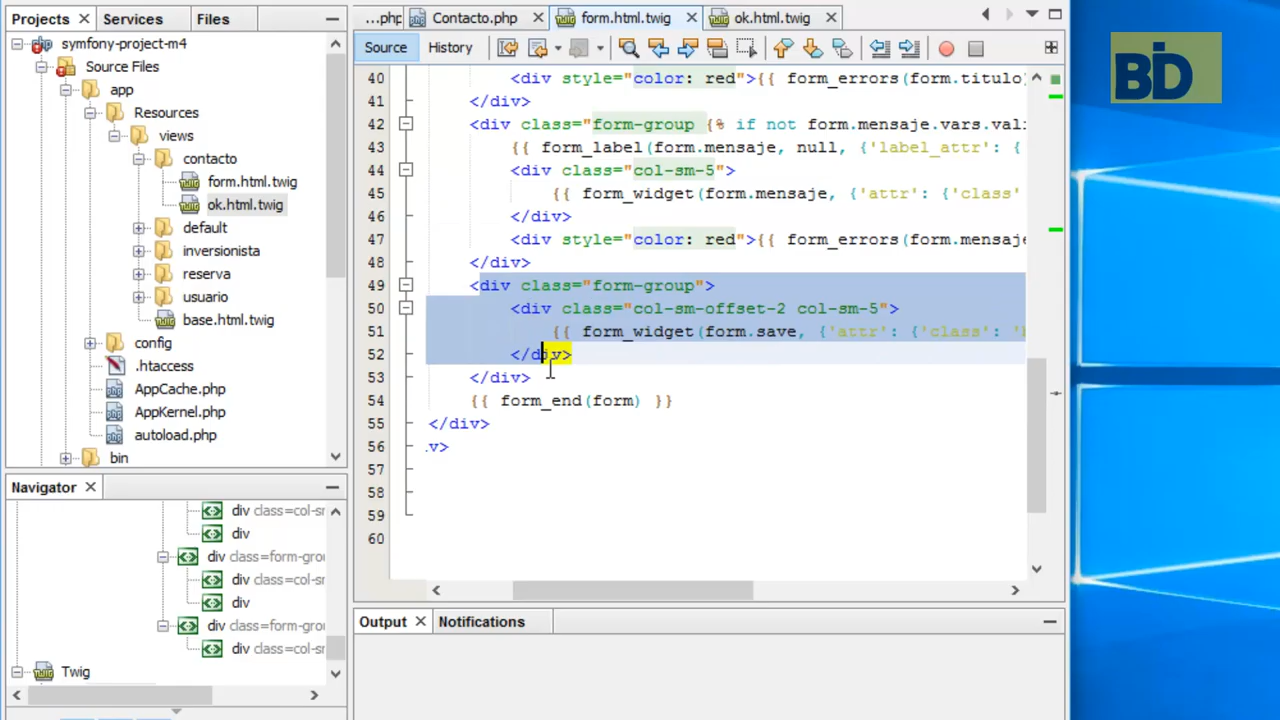 Projects Services Files
symfony-project-m4
Source Files
app
Resources
views
contacto
form.html.twig
ok.html.twig
default
inversionista
reserva
usuario
base.html.twig
config
.htaccess
AppCache.php
AppKernel.php
autoload.php
bin
Navigator
div class=col-sr
div
div class=form-grou
div class=col-sr
div
div class=form-grou
div class=col-sr
Twig
...php Contacto.php form.html.twig ok.html.twig
Source History
40 <div style="color: red">{{ form_errors(form.titulo)
41 </div>
42 <div class="form-group {% if not form.mensaje.vars.vali
43 {{ form_label(form.mensaje, null, {'label_attr': {
44 <div class="col-sm-5">
45 {{ form_widget(form.mensaje, {'attr': {'class'
46 </div>
47 <div style="color: red">{{ form_errors(form.mensaje
48 </div>
49 <div class="form-group">
50 <div class="col-sm-offset-2 col-sm-5">
51 {{ form_widget(form.save, {'attr': {'class': 'b
52 </div>
53 </div>
54 {{ form_end(form) }}
55 </div>
56 v>
57
58
59
60
Output Notifications
BID